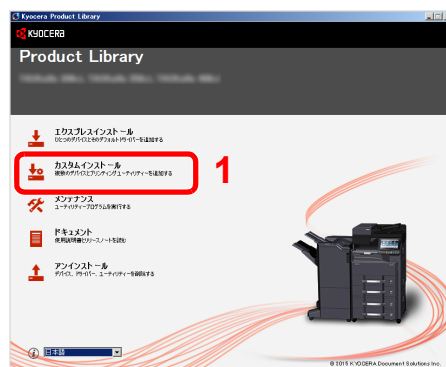 Kyocera Product Library
KYOCERA
Product Library
エクスプレスインストール
ひとつのデバイスとそのデフォルトドライバーを追加する
カスタムインストール
複数のデバイスとプリンティングユーティリティーを追加する
1
メンテナンス
ユーティリティープログラムを実行する
ドキュメント
使用説明書とリリースノートを読む
アンインストール
デバイス、ドライバー、ユーティリティーを削除する
日本語
© 2015 KYOCERA Document Solutions Inc.